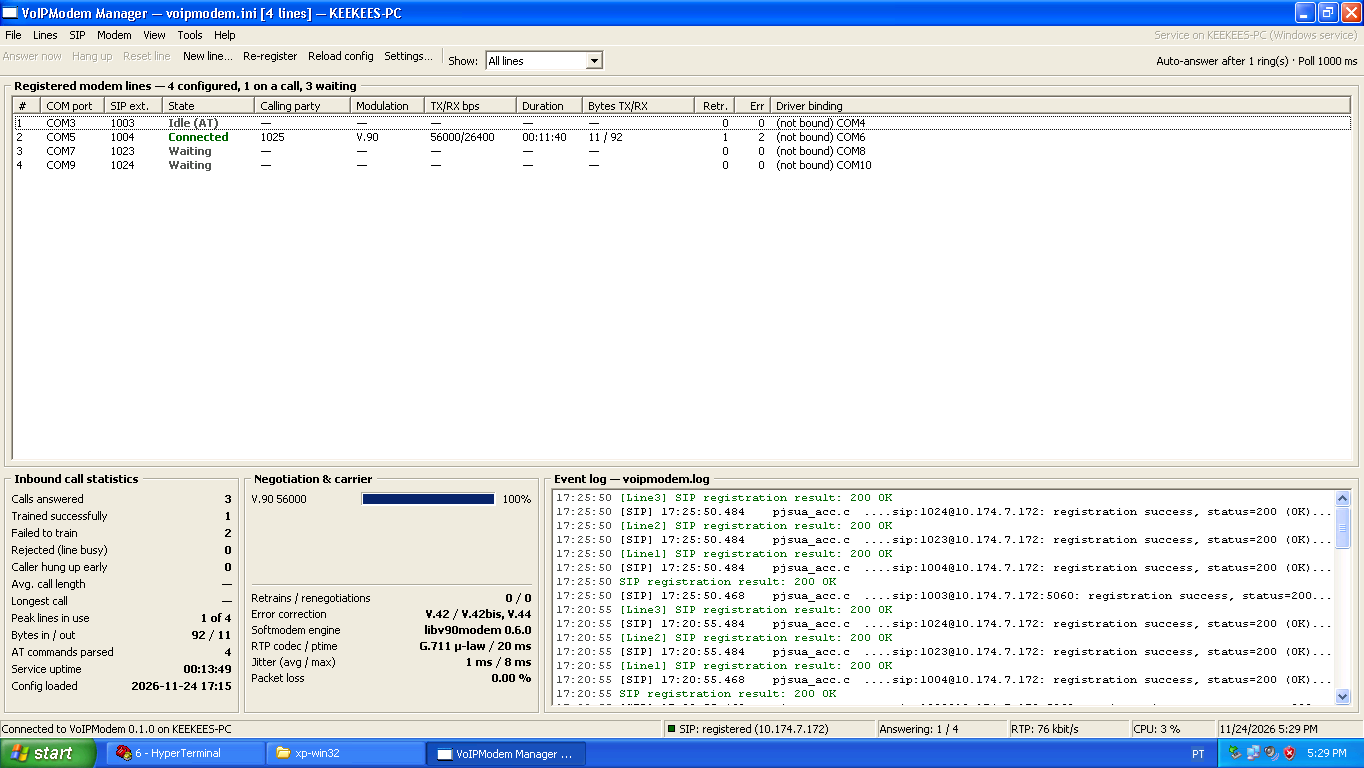 VoIPModem Manager — voipmodem.ini [4 lines] — KEEKEES-PC
File Lines SIP Modem View Tools Help Service on KEEKEES-PC (Windows service)
Answer now Hang up Reset line New line... Re-register Reload config Settings... Show: All lines Auto-answer after 1 ring(s) · Poll 1000 ms
Registered modem lines — 4 configured, 1 on a call, 3 waiting
# COM port SIP ext. State Calling party Modulation TX/RX bps Duration Bytes TX/RX Retr. Err Driver binding
1 COM3 1003 Idle (AT) — — — — — 0 0 (not bound) COM4
2 COM5 1004 Connected 1025 V.90 56000/26400 00:11:40 11 / 92 1 2 (not bound) COM6
3 COM7 1023 Waiting — — — — — 0 0 (not bound) COM8
4 COM9 1024 Waiting — — — — — 0 0 (not bound) COM10
Inbound call statistics
Calls answered 3
Trained successfully 1
Failed to train 2
Rejected (line busy) 0
Caller hung up early 0
Avg. call length —
Longest call —
Peak lines in use 1 of 4
Bytes in / out 92 / 11
AT commands parsed 4
Service uptime 00:13:49
Config loaded 2026-11-24 17:15
Negotiation & carrier
V.90 56000 100%
Retrains / renegotiations 0 / 0
Error correction V.42 / V.42bis, V.44
Softmodem engine libv90modem 0.6.0
RTP codec / ptime G.711 µ-law / 20 ms
Jitter (avg / max) 1 ms / 8 ms
Packet loss 0.00 %
Event log — voipmodem.log
17:25:50 [Line3] SIP registration result: 200 OK
17:25:50 [SIP] 17:25:50.484 pjsua_acc.c ....sip:1024@10.174.7.172: registration success, status=200 (OK)...
17:25:50 [Line2] SIP registration result: 200 OK
17:25:50 [SIP] 17:25:50.484 pjsua_acc.c ....sip:1023@10.174.7.172: registration success, status=200 (OK)...
17:25:50 [Line1] SIP registration result: 200 OK
17:25:50 [SIP] 17:25:50.484 pjsua_acc.c ....sip:1004@10.174.7.172: registration success, status=200 (OK)...
17:25:50 SIP registration result: 200 OK
17:25:50 [SIP] 17:25:50.468 pjsua_acc.c ....sip:1003@10.174.7.172:5060: registration success, status=200...
17:20:55 [Line3] SIP registration result: 200 OK
17:20:55 [SIP] 17:20:55.484 pjsua_acc.c ....sip:1024@10.174.7.172: registration success, status=200 (OK)...
17:20:55 [Line2] SIP registration result: 200 OK
17:20:55 [SIP] 17:20:55.484 pjsua_acc.c ....sip:1023@10.174.7.172: registration success, status=200 (OK)...
17:20:55 [Line1] SIP registration result: 200 OK
17:20:55 [SIP] 17:20:55.468 pjsua_acc.c ....sip:1004@10.174.7.172: registration success, status=200 (OK)...
17:20:55 SIP registration result: 200 OK
Connected to VoIPModem 0.1.0 on KEEKEES-PC SIP: registered (10.174.7.172) Answering: 1 / 4 RTP: 76 kbit/s CPU: 3 % 11/24/2026 5:29 PM
start 6 - HyperTerminal xp-win32 VoIPModem Manager ... PT 5:29 PM